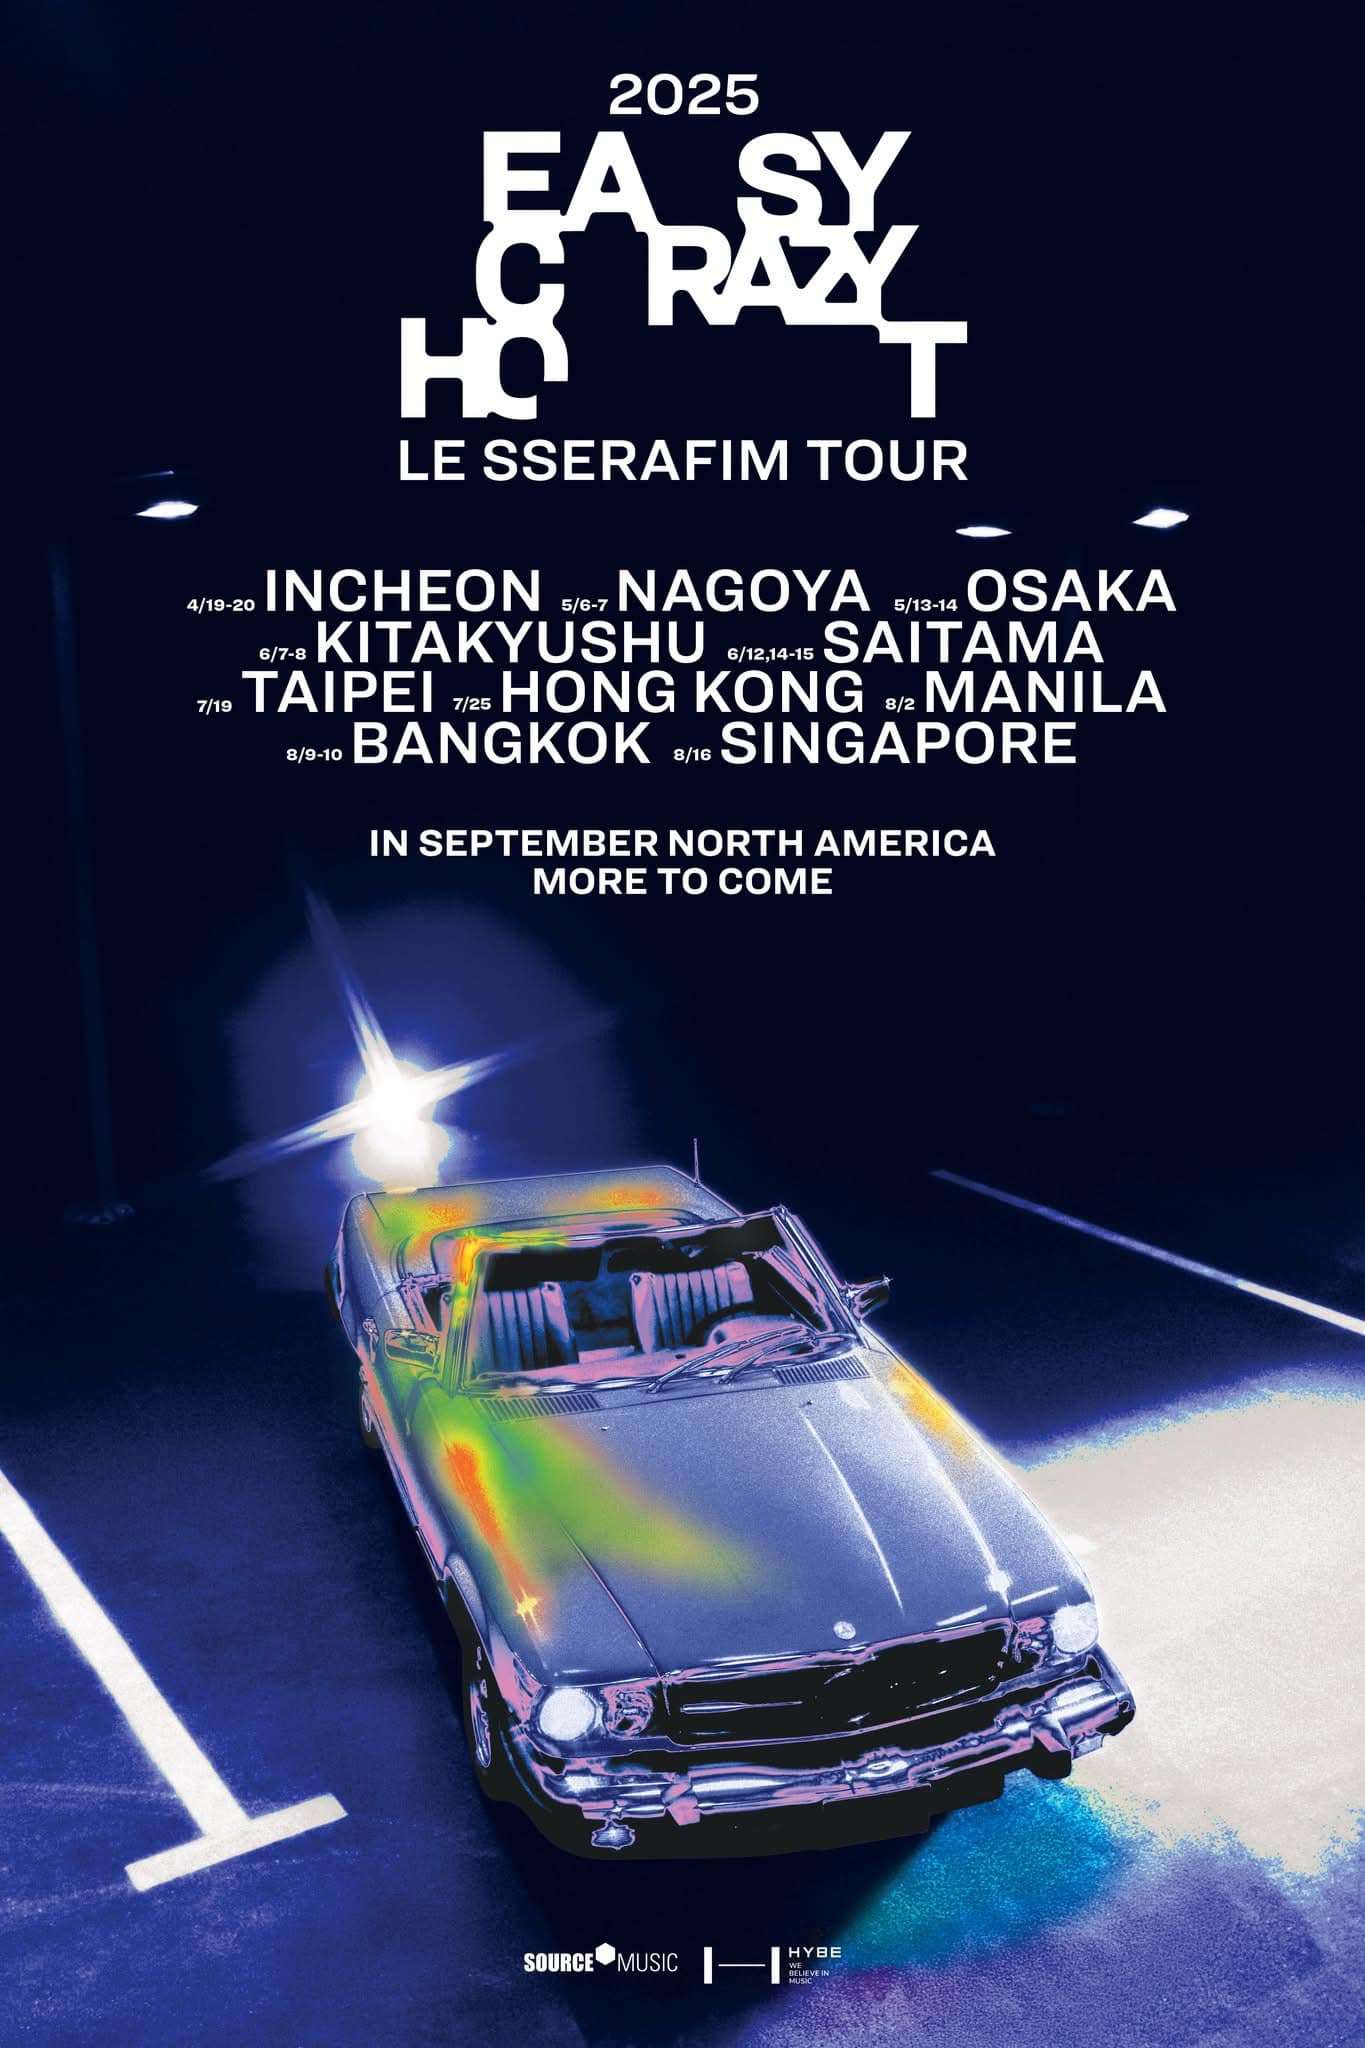 2025
EASY
CRAZY
HOT
LE SSERAFIM TOUR
4/19-20 INCHEON 5/6-7 NAGOYA 5/13-14 OSAKA
6/7-8 KITAKYUSHU 6/12,14-15 SAITAMA
7/19 TAIPEI 7/25 HONG KONG 8/2 MANILA
8/9-10 BANGKOK 8/16 SINGAPORE
IN SEPTEMBER NORTH AMERICA
MORE TO COME
SOURCE MUSIC
HYBE
WE
BELIEVE IN
MUSIC